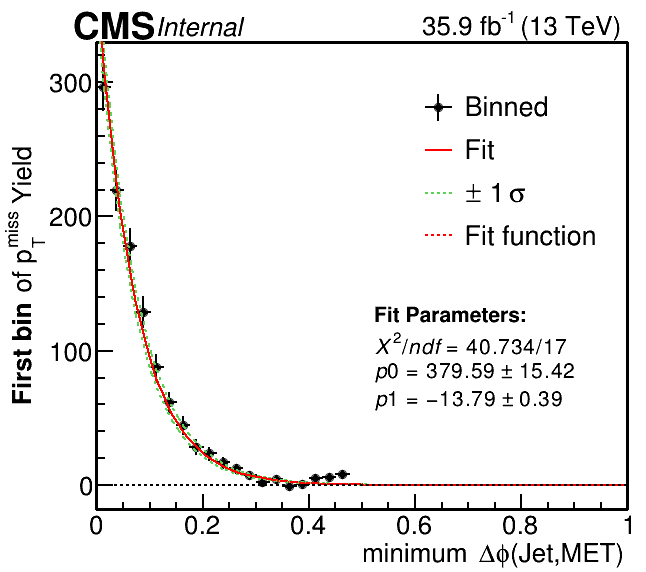 CMS Internal 35.9 fb⁻¹ (13 TeV)
Binned
Fit
± 1 σ
Fit function
Fit Parameters:
X²/ndf = 40.734/17
p0 = 379.59 ± 15.42
p1 = −13.79 ± 0.39
First bin of p_T^miss Yield
300
200
100
0
0 0.2 0.4 0.6 0.8 1
minimum Δϕ(Jet,MET)